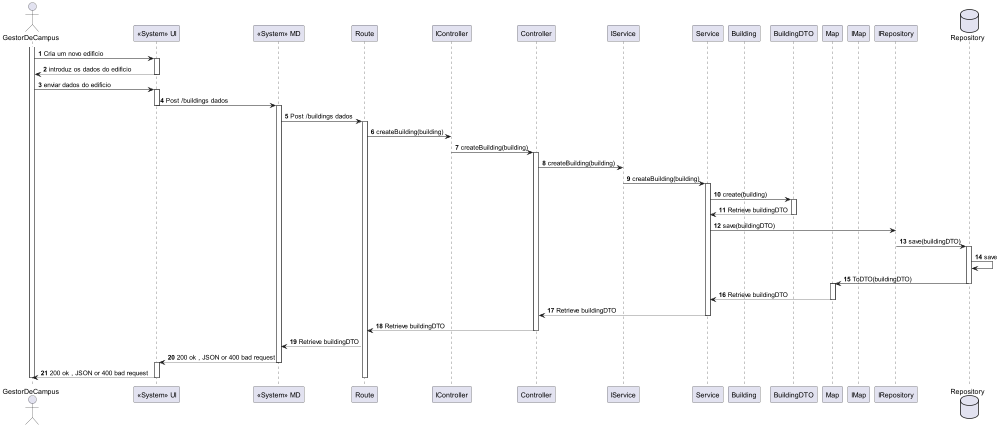 GestorDeCampus
«System» UI
«System» MD
Route
IController
Controller
IService
Service
Building
BuildingDTO
Map
IMap
IRepository
Repository
1 Cria um novo edificio
2 introduz os dados do edificio
3 enviar dados do edificio
4 Post /buildings dados
5 Post /buildings dados
6 createBuilding(building)
7 createBuilding(building)
8 createBuilding(building)
9 createBuilding(building)
10 create(building)
11 Retrieve buildingDTO
12 save(buildingDTO)
13 save(buildingDTO)
14 save
15 ToDTO(buildingDTO)
16 Retrieve buildingDTO
17 Retrieve buildingDTO
18 Retrieve buildingDTO
19 Retrieve buildingDTO
20 200 ok , JSON or 400 bad request
21 200 ok , JSON or 400 bad request
GestorDeCampus
«System» UI
«System» MD
Route
IController
Controller
IService
Service
Building
BuildingDTO
Map
IMap
IRepository
Repository